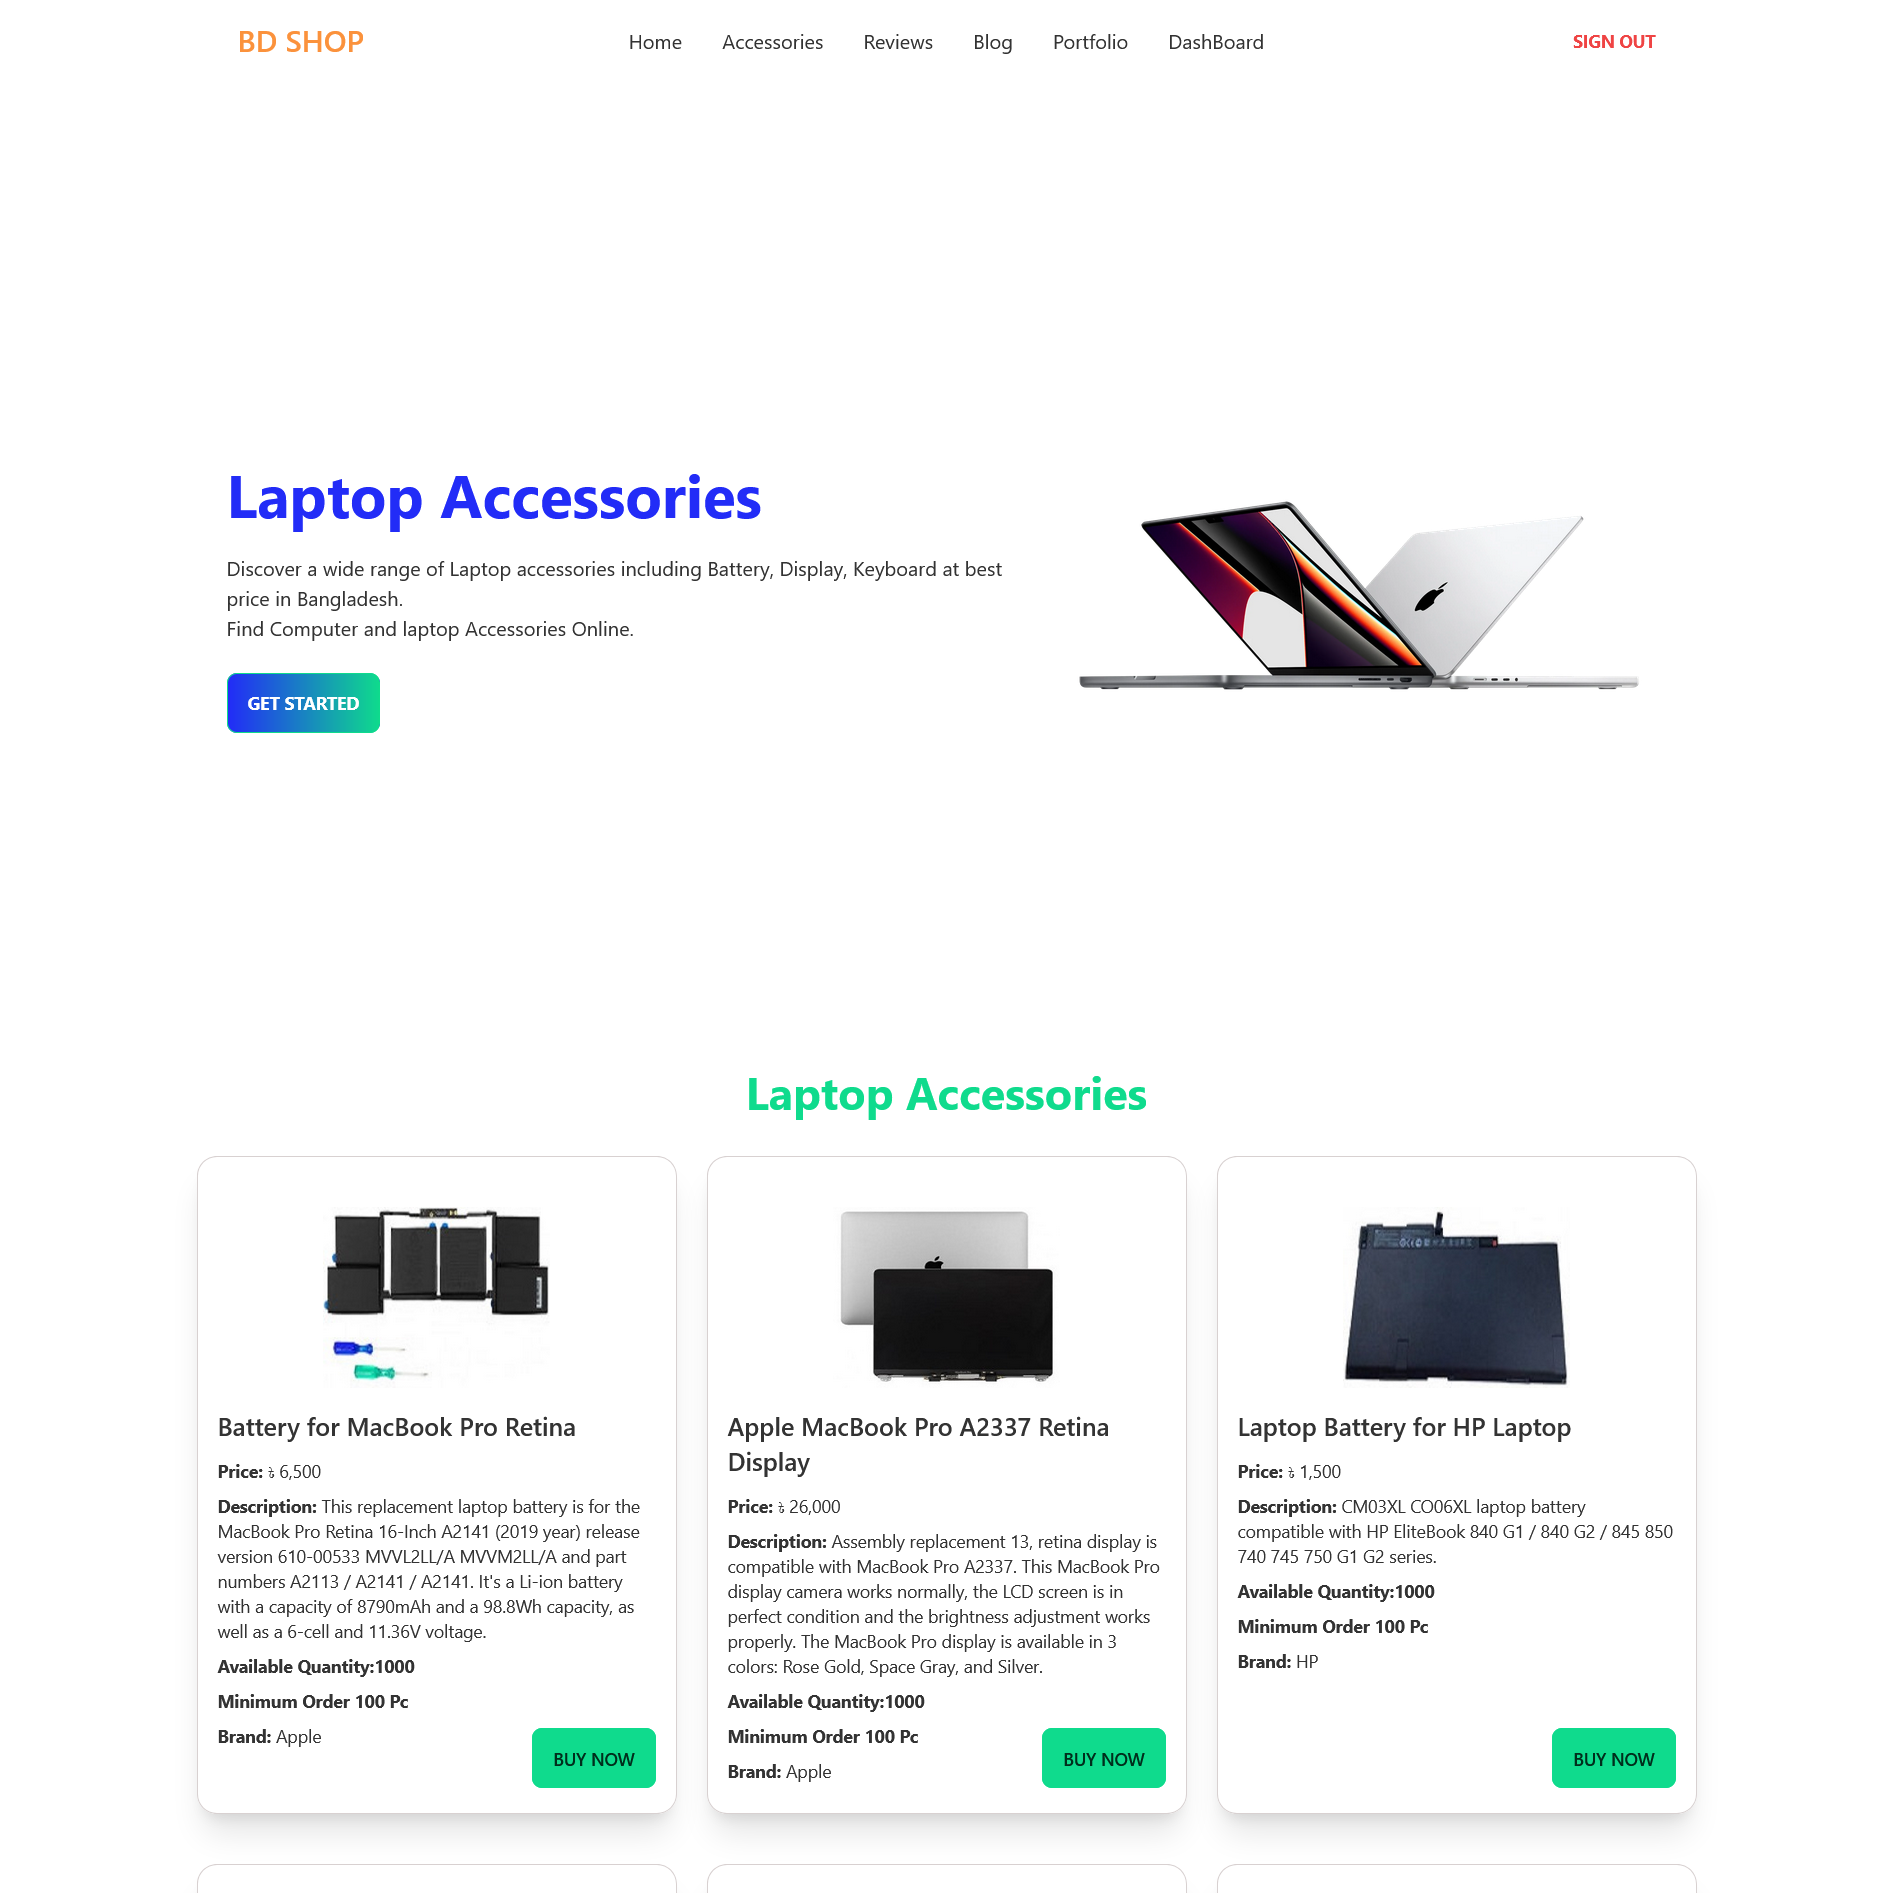 BD SHOP
Home
Accessories
Reviews
Blog
Portfolio
DashBoard
SIGN OUT
Laptop Accessories
Discover a wide range of Laptop accessories including Battery, Display, Keyboard at best
price in Bangladesh.
Find Computer and laptop Accessories Online.
GET STARTED
Laptop Accessories
Battery for MacBook Pro Retina
Price: ৳ 6,500
Description: This replacement laptop battery is for the
MacBook Pro Retina 16-Inch A2141 (2019 year) release
version 610-00533 MVVL2LL/A MVVM2LL/A and part
numbers A2113 / A2141 / A2141. It's a Li-ion battery
with a capacity of 8790mAh and a 98.8Wh capacity, as
well as a 6-cell and 11.36V voltage.
Available Quantity:1000
Minimum Order 100 Pc
Brand: Apple
BUY NOW
Apple MacBook Pro A2337 Retina
Display
Price: ৳ 26,000
Description: Assembly replacement 13, retina display is
compatible with MacBook Pro A2337. This MacBook Pro
display camera works normally, the LCD screen is in
perfect condition and the brightness adjustment works
properly. The MacBook Pro display is available in 3
colors: Rose Gold, Space Gray, and Silver.
Available Quantity:1000
Minimum Order 100 Pc
Brand: Apple
BUY NOW
Laptop Battery for HP Laptop
Price: ৳ 1,500
Description: CM03XL CO06XL laptop battery
compatible with HP EliteBook 840 G1 / 840 G2 / 845 850
740 745 750 G1 G2 series.
Available Quantity:1000
Minimum Order 100 Pc
Brand: HP
BUY NOW